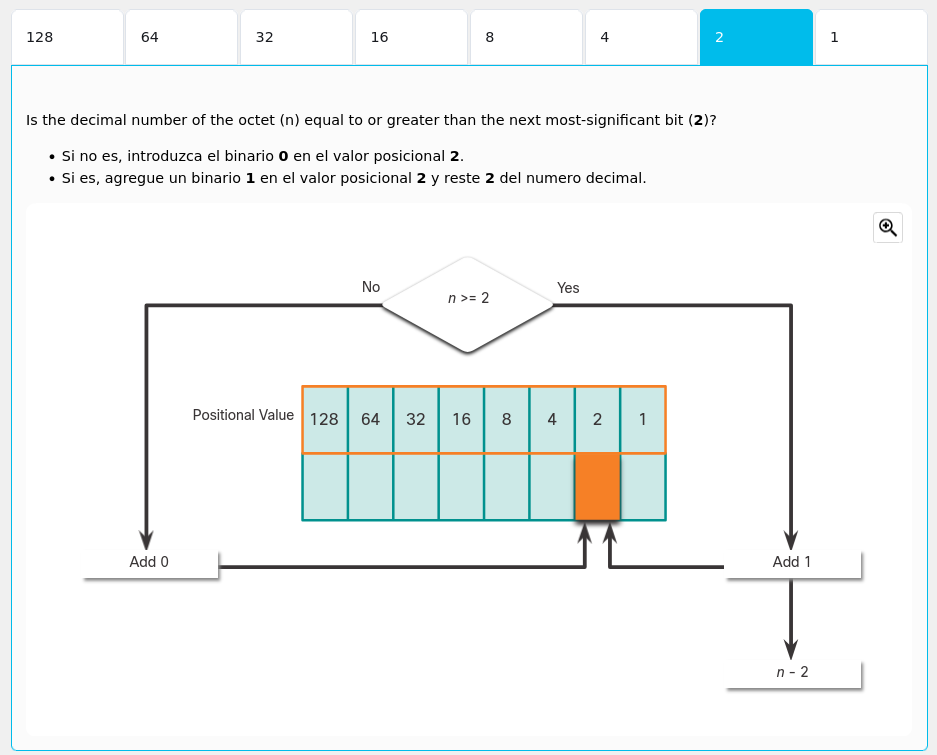 128 64 32 16 8 4 2 1
Is the decimal number of the octet (n) equal to or greater than the next most-significant bit (2)?
• Si no es, introduzca el binario 0 en el valor posicional 2.
• Si es, agregue un binario 1 en el valor posicional 2 y reste 2 del numero decimal.
No n >= 2 Yes
Positional Value 128 64 32 16 8 4 2 1
Add 0 Add 1
n - 2